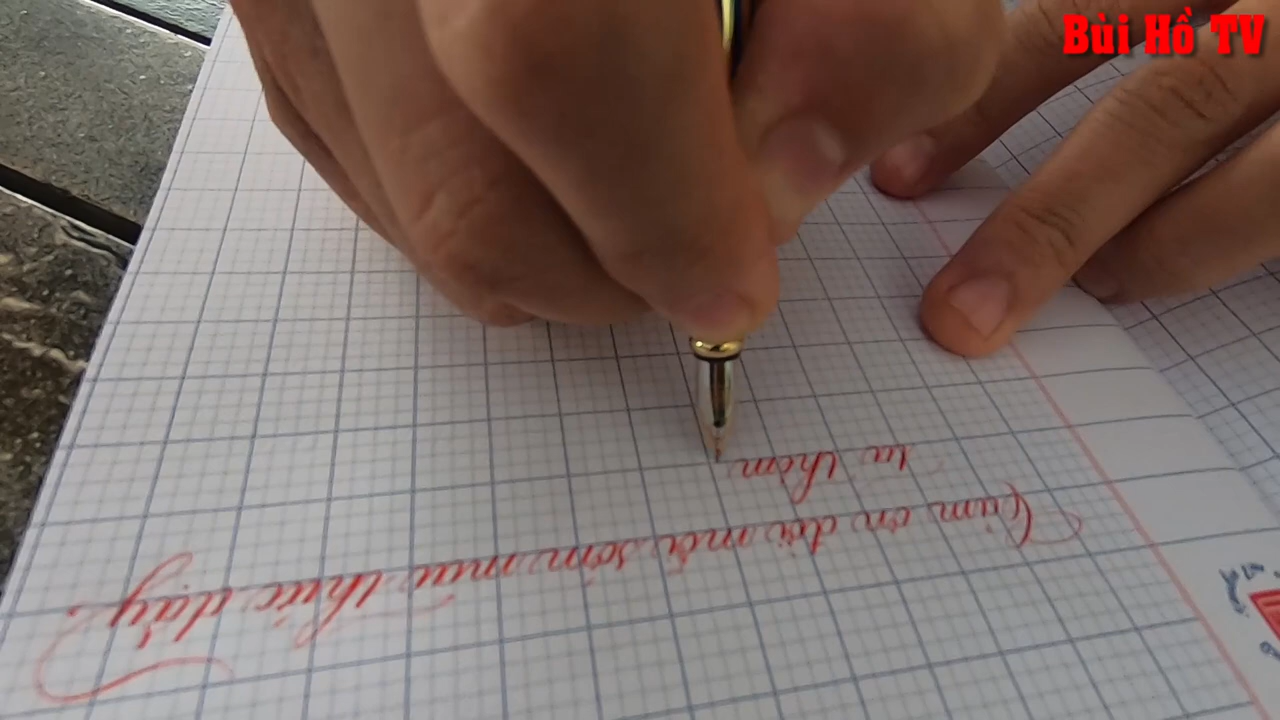 Bùi Hồ TV
Cảm ơn đời mỗi sớm mai thức dậy.
ta thêm